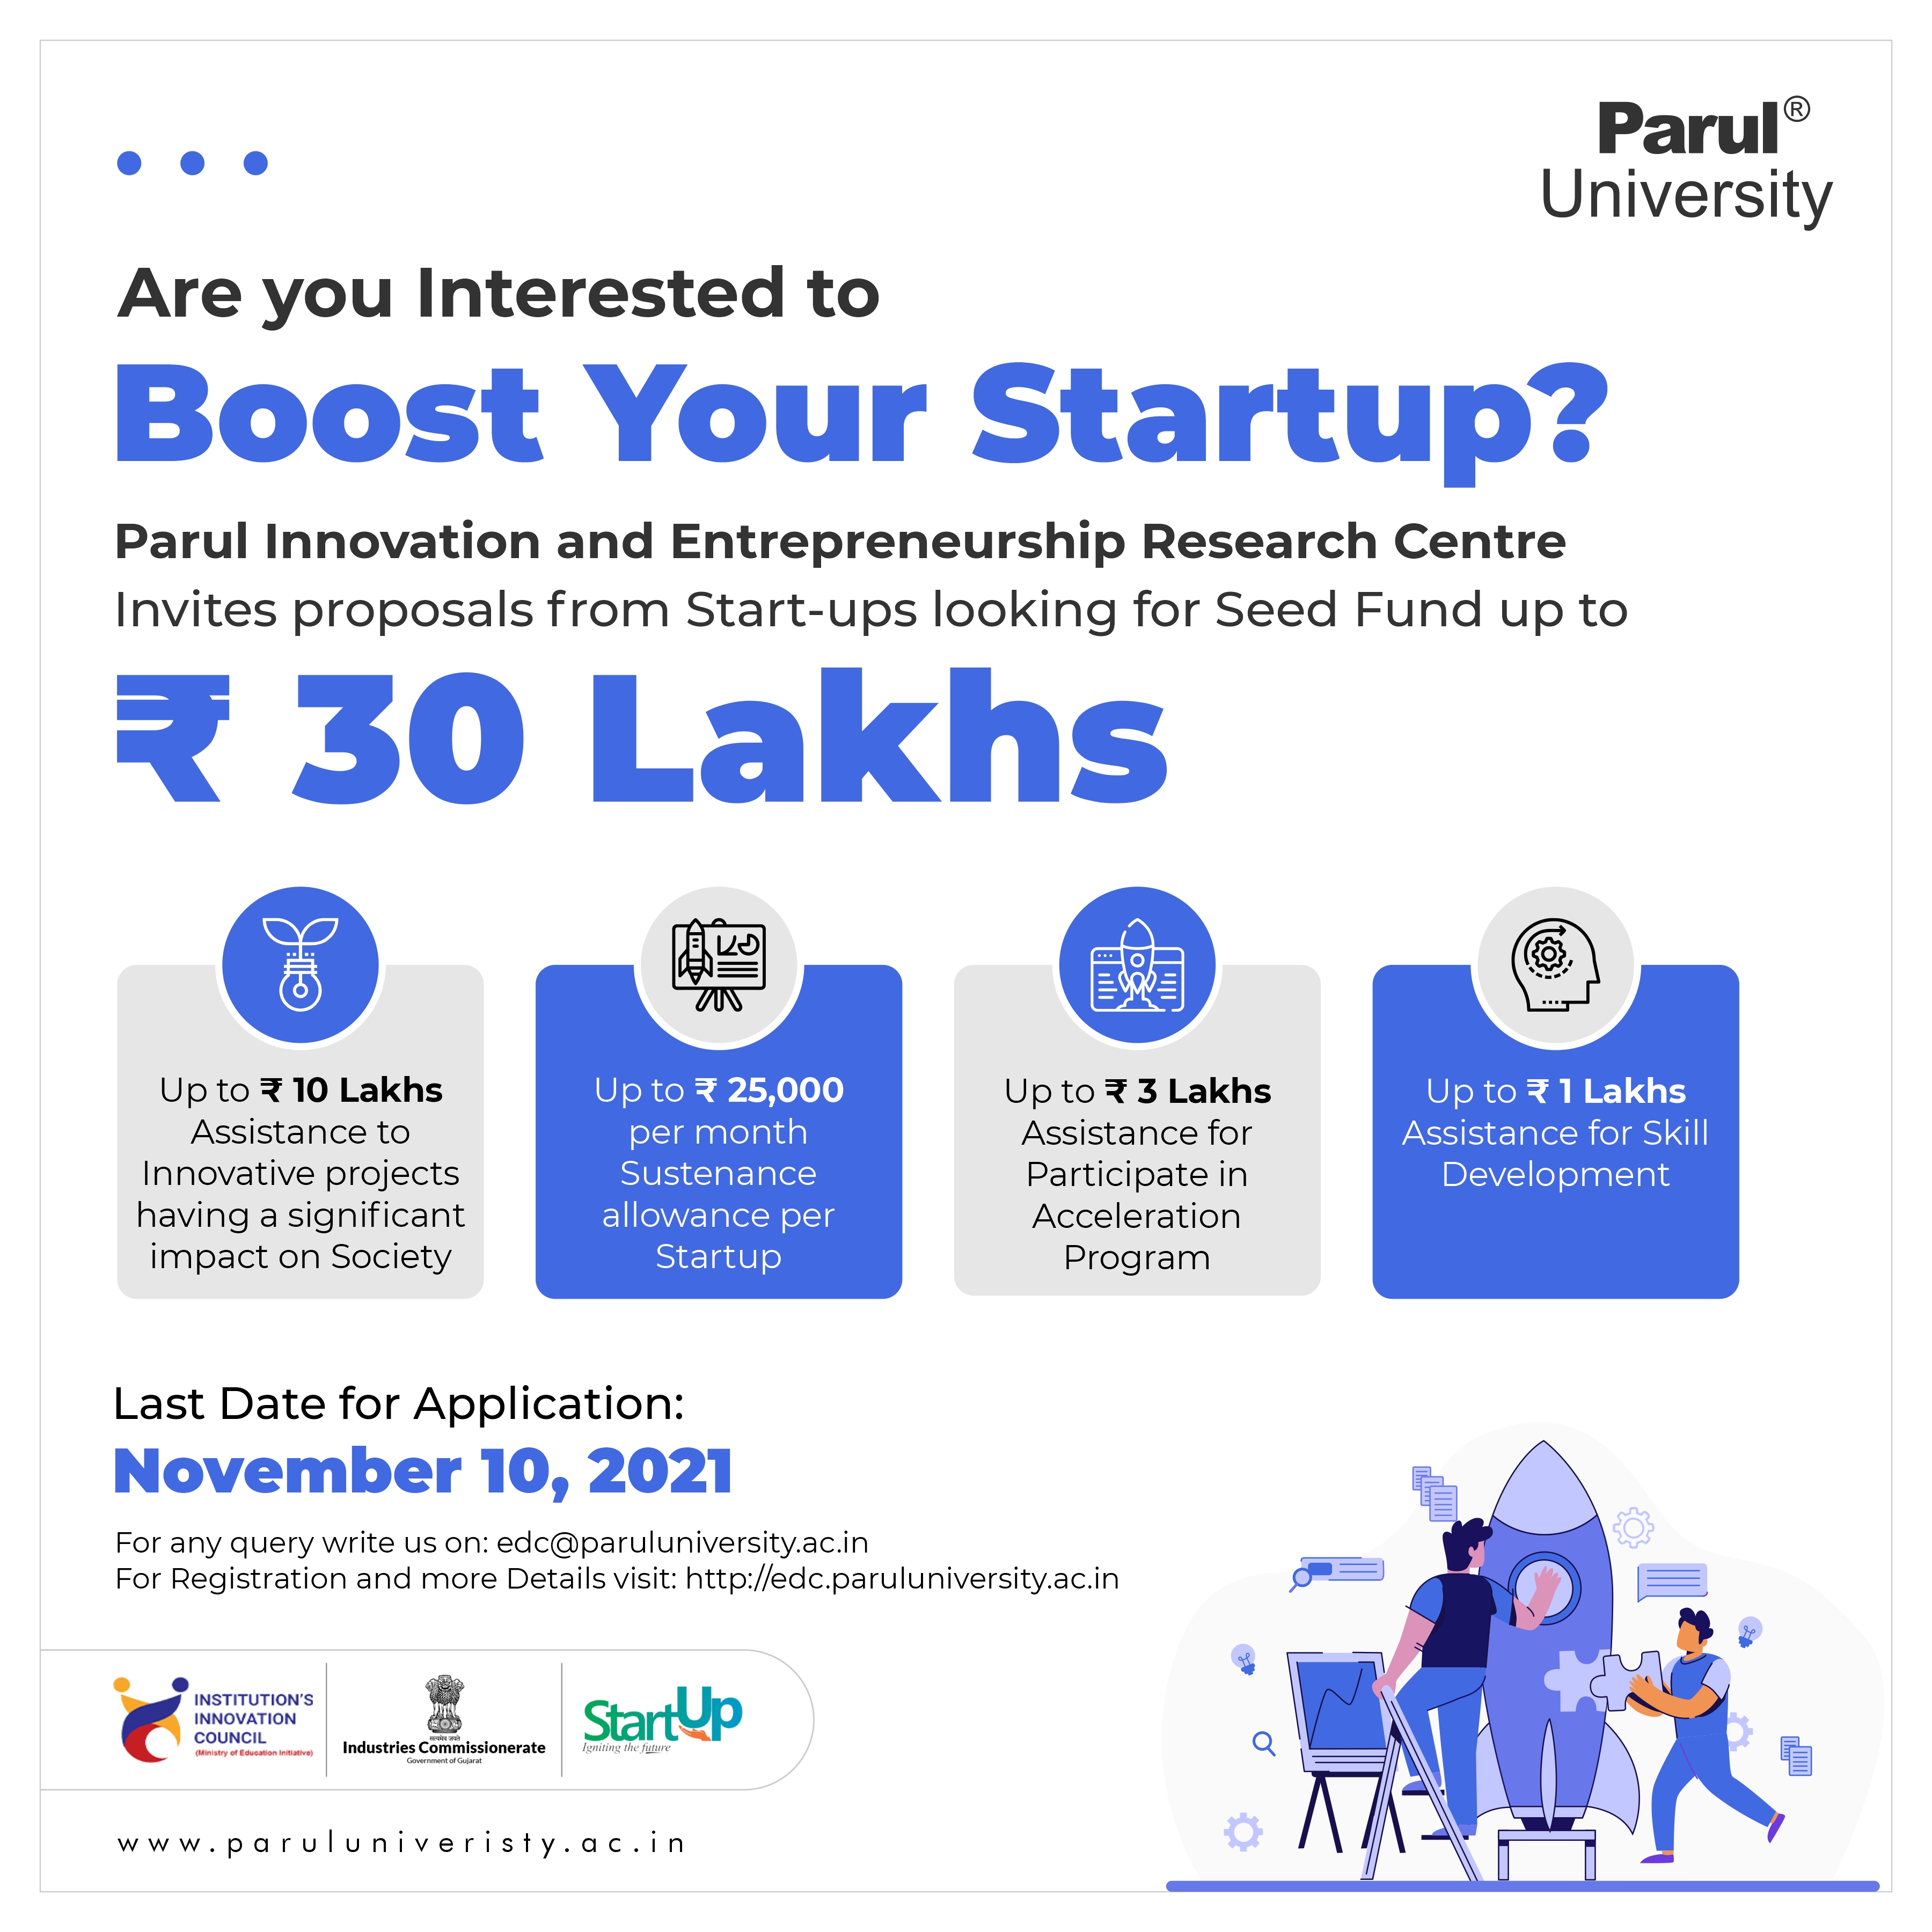 Parul®
University
Are you Interested to
Boost Your Startup?
Parul Innovation and Entrepreneurship Research Centre
Invites proposals from Start-ups looking for Seed Fund up to
₹ 30 Lakhs
Up to ₹ 10 Lakhs
Assistance to
Innovative projects
having a significant
impact on Society
Up to ₹ 25,000
per month
Sustenance
allowance per
Startup
Up to ₹ 3 Lakhs
Assistance for
Participate in
Acceleration
Program
Up to ₹ 1 Lakhs
Assistance for Skill
Development
Last Date for Application:
November 10, 2021
For any query write us on: edc@paruluniversity.ac.in
For Registration and more Details visit: http://edc.paruluniversity.ac.in
INSTITUTION'S
INNOVATION
COUNCIL
(Ministry of Education Initiative)
सत्यमेव जयते
Industries Commissionerate
Government of Gujarat
StartUp
Igniting the future
www.paruluniveristy.ac.in